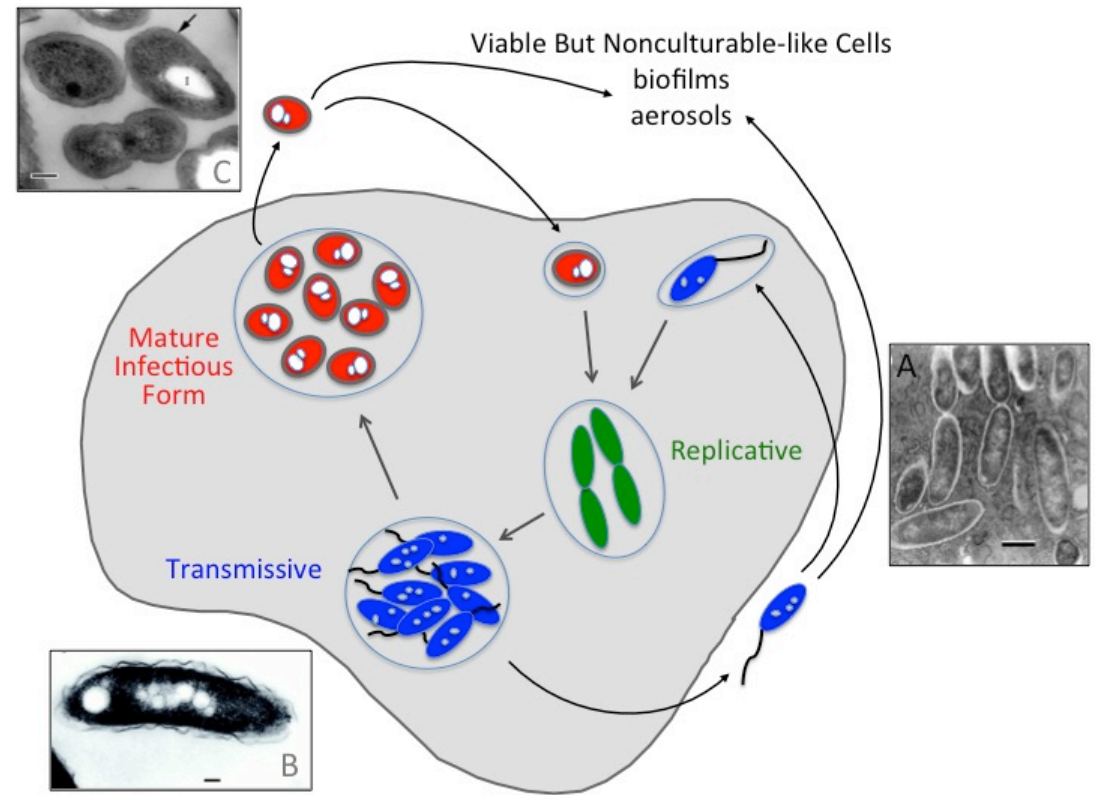 C
Viable But Nonculturable-like Cells
biofilms
aerosols
I
Mature
Infectious
Form
A
Replicative
Transmissive
B